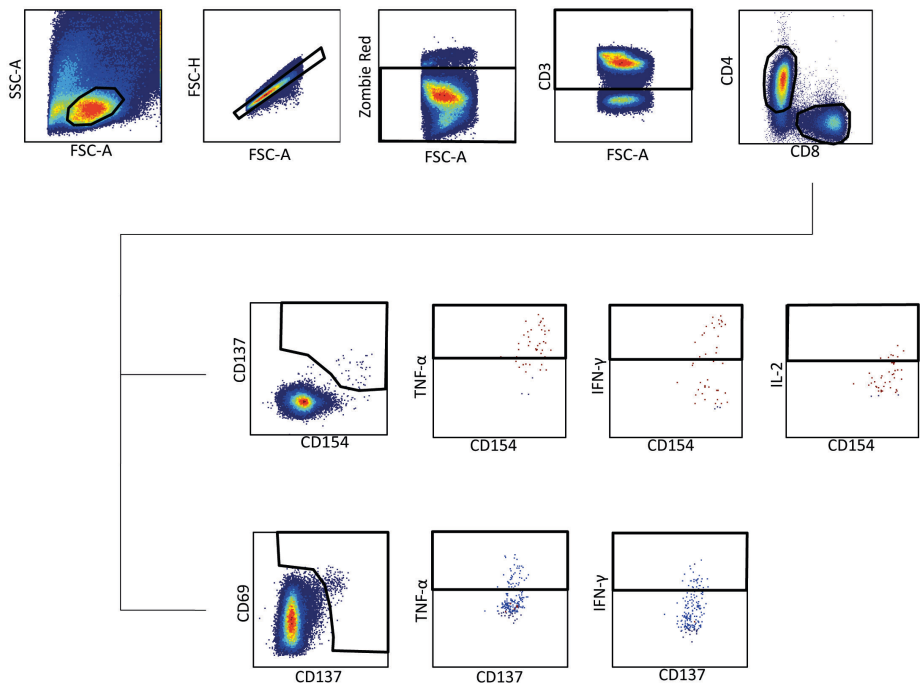 SSC-A
FSC-A
FSC-H
FSC-A
Zombie Red
FSC-A
CD3
FSC-A
CD4
CD8
CD137
CD154
TNF-α
CD154
IFN-γ
CD154
IL-2
CD154
CD69
CD137
TNF-α
CD137
IFN-γ
CD137